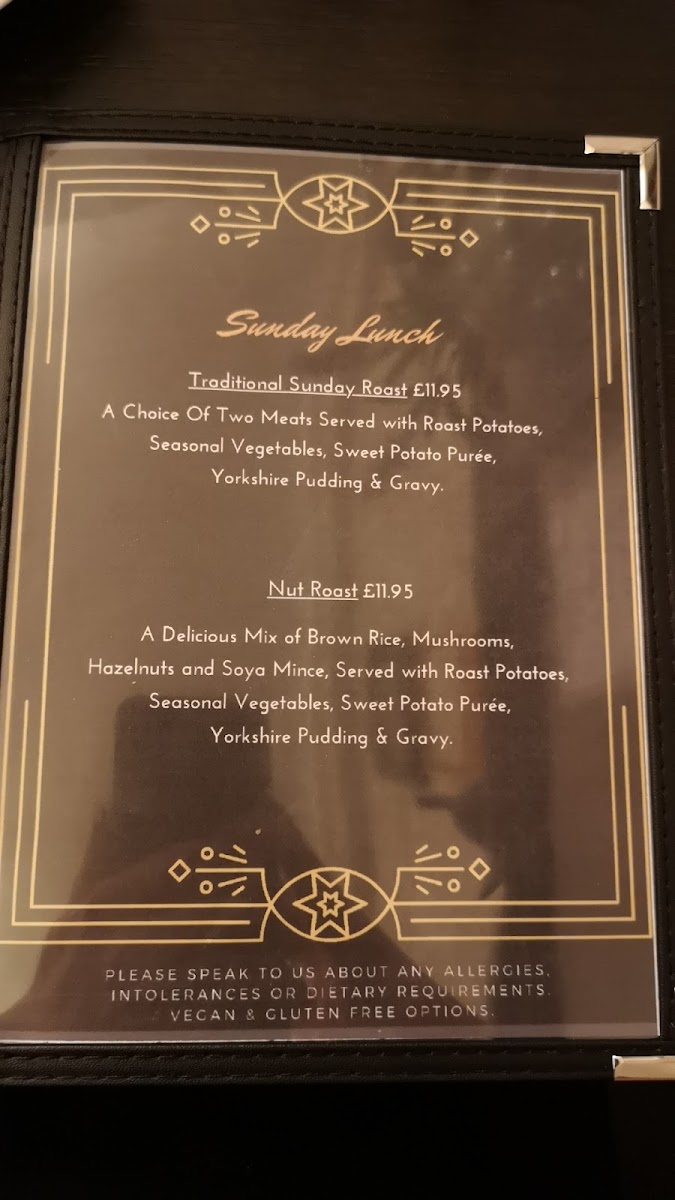 Sunday Lunch
Traditional Sunday Roast £11.95
A Choice Of Two Meats Served with Roast Potatoes,
Seasonal Vegetables, Sweet Potato Purée,
Yorkshire Pudding & Gravy.
Nut Roast £11.95
A Delicious Mix of Brown Rice, Mushrooms,
Hazelnuts and Soya Mince, Served with Roast Potatoes,
Seasonal Vegetables, Sweet Potato Purée,
Yorkshire Pudding & Gravy.
PLEASE SPEAK TO US ABOUT ANY ALLERGIES,
INTOLERANCES OR DIETARY REQUIREMENTS.
VEGAN & GLUTEN FREE OPTIONS.